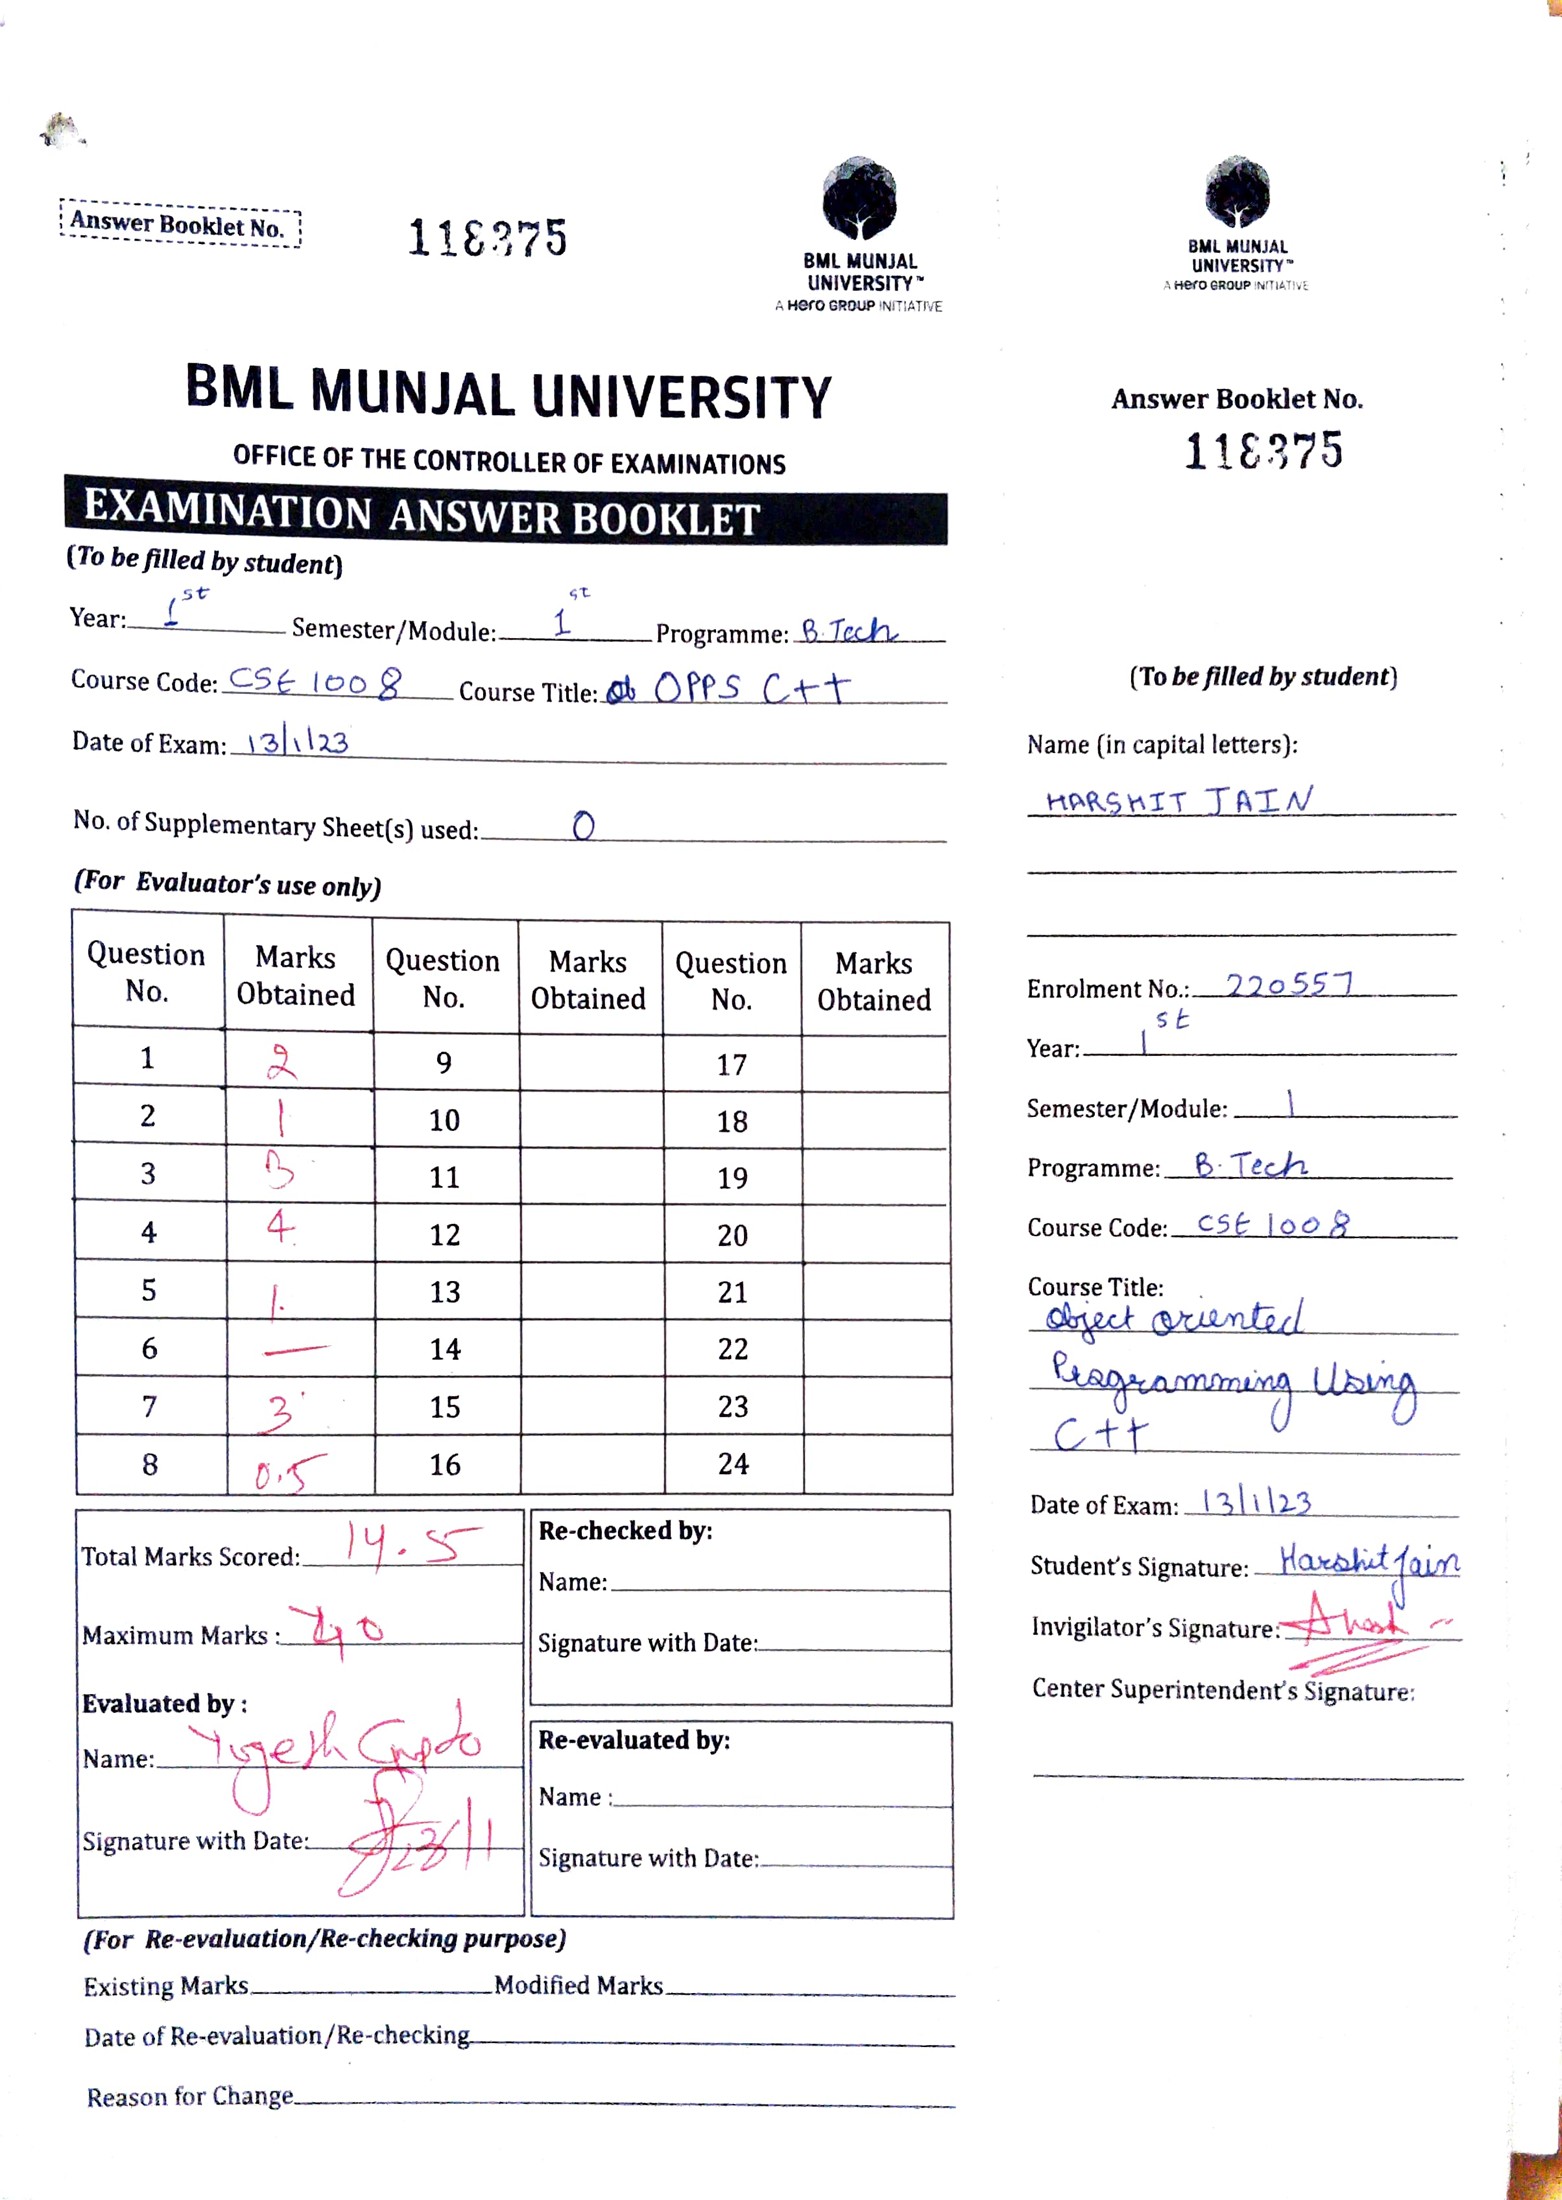 Answer Booklet No.
118375
BML MUNJAL
UNIVERSITY™
A Hero GROUP INITIATIVE
BML MUNJAL UNIVERSITY
OFFICE OF THE CONTROLLER OF EXAMINATIONS
EXAMINATION ANSWER BOOKLET
(To be filled by student)
Year: 1st Semester/Module: 1st Programme: B.Tech
Course Code: CSE 1008 Course Title: OPPS C++
Date of Exam: 13/1/23
No. of Supplementary Sheet(s) used: 0
(For Evaluator's use only)
Question No. Marks Obtained Question No. Marks Obtained Question No. Marks Obtained
1 2 9 17
2 1 10 18
3 3 11 19
4 4 12 20
5 1. 13 21
6 — 14 22
7 3 15 23
8 0.5 16 24
Total Marks Scored: 14.5
Maximum Marks : 40
Evaluated by :
Name: Yogesh Gupta
Signature with Date: 23/1
Re-checked by:
Name:
Signature with Date:
Re-evaluated by:
Name :
Signature with Date:
(For Re-evaluation/Re-checking purpose)
Existing Marks Modified Marks
Date of Re-evaluation/Re-checking
Reason for Change
BML MUNJAL
UNIVERSITY™
A Hero GROUP INITIATIVE
Answer Booklet No.
118375
(To be filled by student)
Name (in capital letters):
HARSHIT JAIN
Enrolment No.: 220557
Year: 1st
Semester/Module: 1
Programme: B.Tech
Course Code: CSE 1008
Course Title:
Object oriented
Programming Using
C++
Date of Exam: 13/1/23
Student's Signature: Harshit Jain
Invigilator's Signature:
Center Superintendent's Signature: